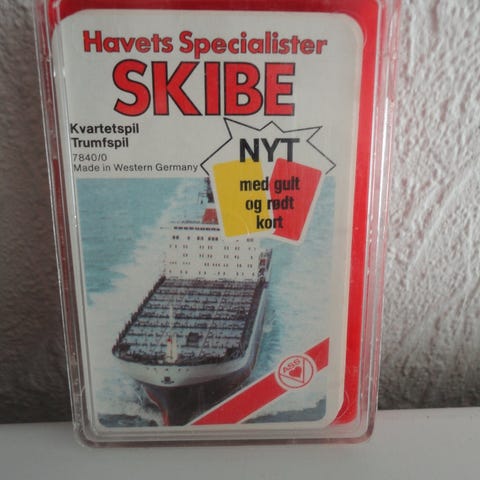 Havets Specialister
SKIBE
Kvartetspil
Trumfspil
7840/0
Made in Western Germany
NYT
med gult
og rødt
kort
ASS